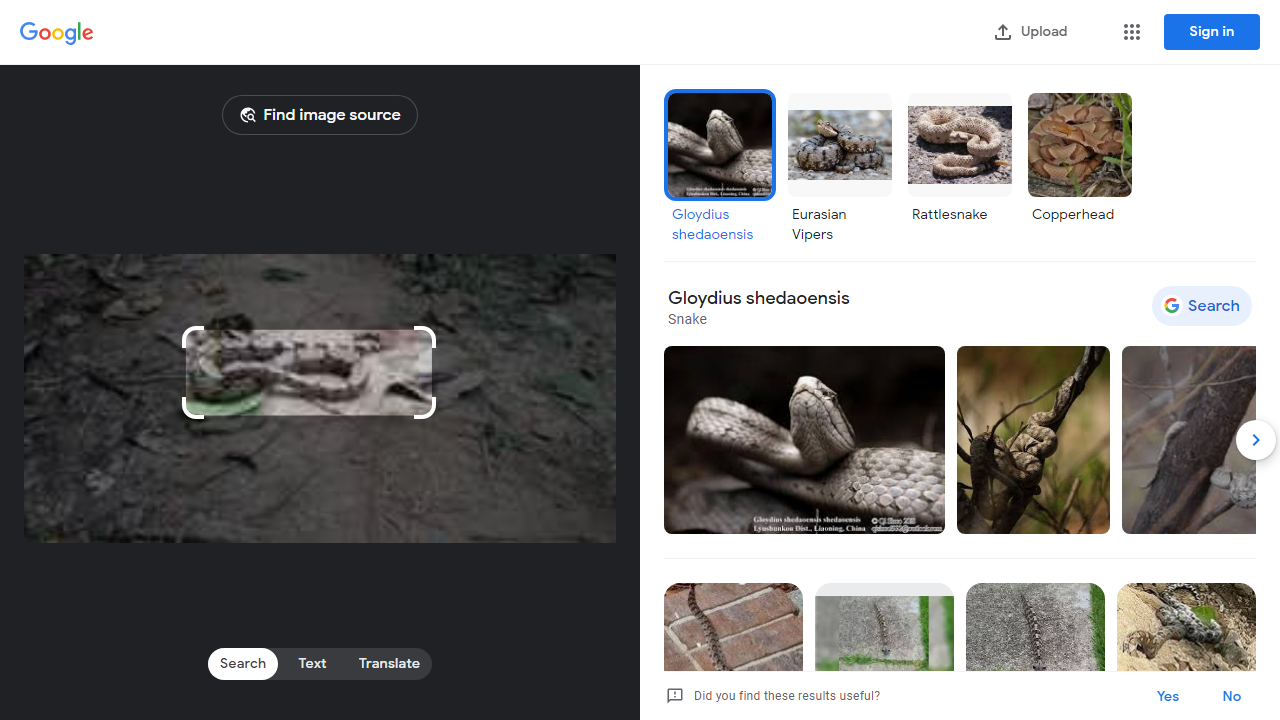 Google
Upload
Sign in
Find image source
Gloydius
shedaoensis
Eurasian
Vipers
Rattlesnake
Copperhead
Gloydius shedaoensis
Snake
Search
Gloydius shedaoensis shedaoensis
Lyushunkou Dist., Liaoning, China
Search
Text
Translate
Did you find these results useful?
Yes
No